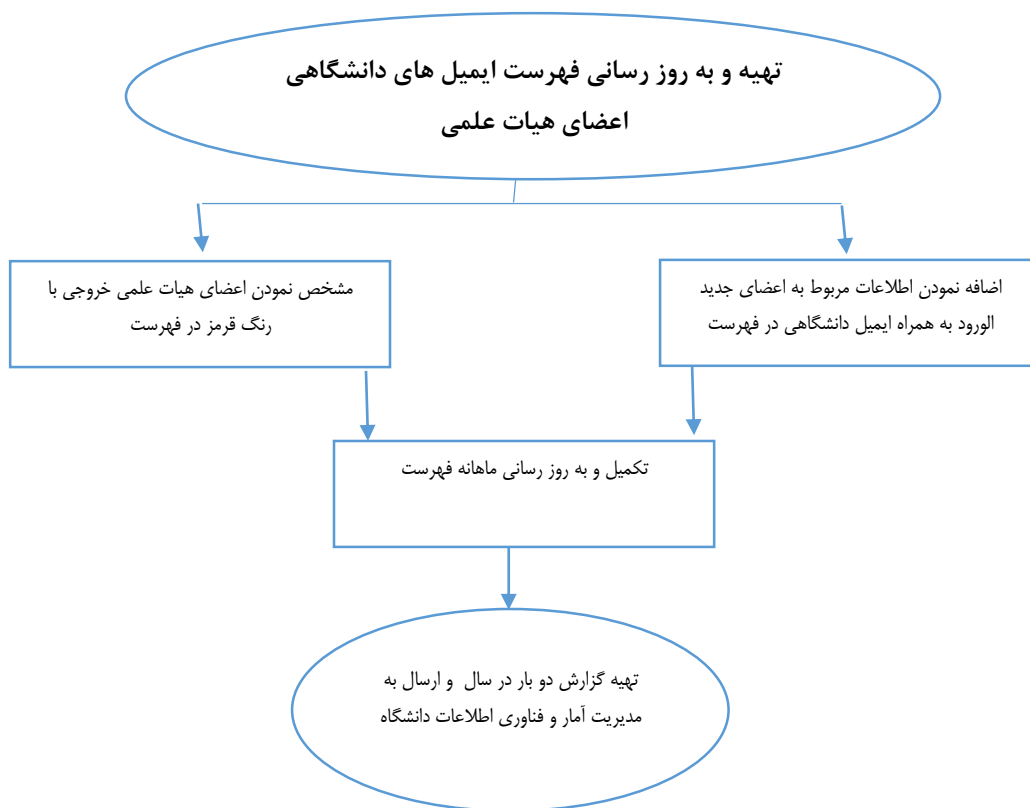 تهیه و به روز رسانی فهرست ایمیل های دانشگاهی
اعضای هیات علمی
اضافه نمودن اطلاعات مربوط به اعضای جدید
الورود به همراه ایمیل دانشگاهی در فهرست
مشخص نمودن اعضای هیات علمی خروجی با
رنگ قرمز در فهرست
تکمیل و به روز رسانی ماهانه فهرست
تهیه گزارش دو بار در سال و ارسال به
مدیریت آمار و فناوری اطلاعات دانشگاه